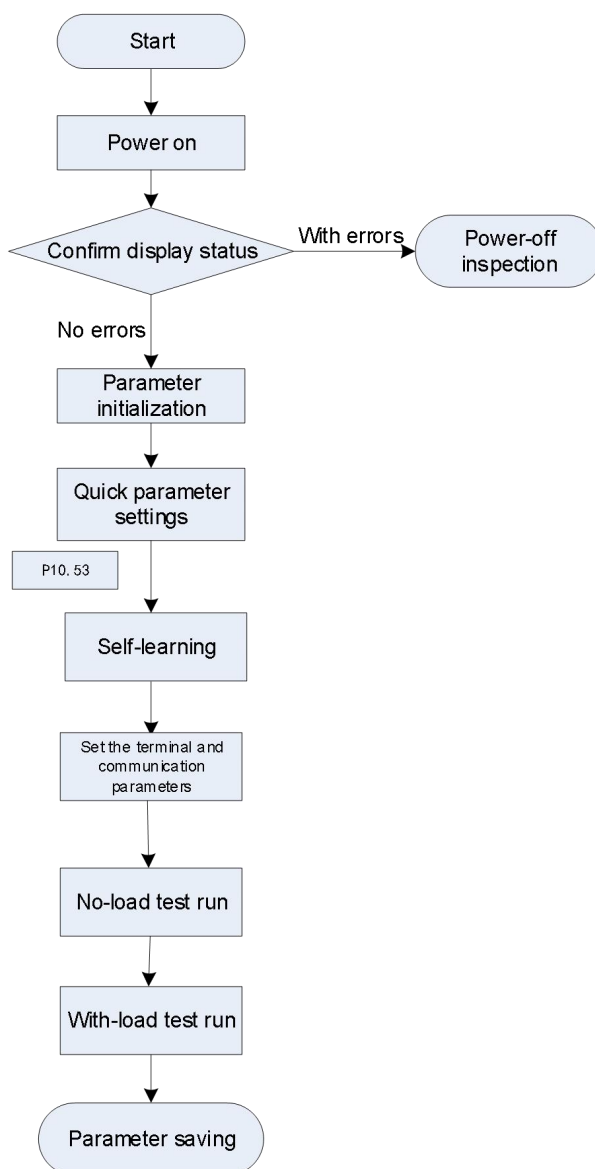 Start
Power on
Confirm display status
With errors
Power-off
inspection
No errors
Parameter
initialization
Quick parameter
settings
P10. 53
Self-learning
Set the terminal and
communication
parameters
No-load test run
With-load test run
Parameter saving